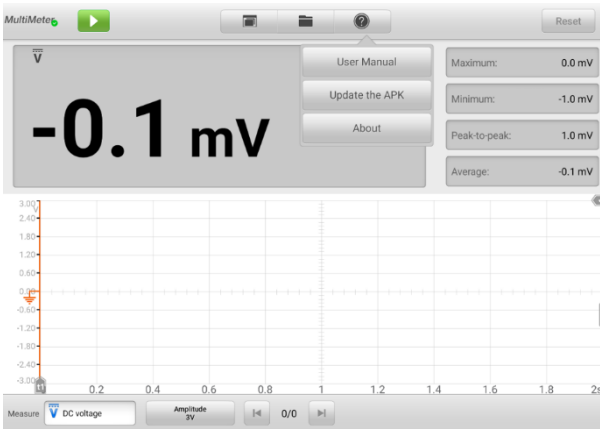 MultiMeter
Reset
V
User Manual
Update the APK
About
-0.1 mV
Maximum: 0.0 mV
Minimum: -1.0 mV
Peak-to-peak: 1.0 mV
Average: -0.1 mV
3.00
V
2.40
1.80
1.20
0.60
0.00
-0.60
-1.20
-1.80
-2.40
-3.00
0.2 0.4 0.6 0.8 1 1.2 1.4 1.6 1.8 2s
Measure V DC voltage Amplitude 0/0
3V